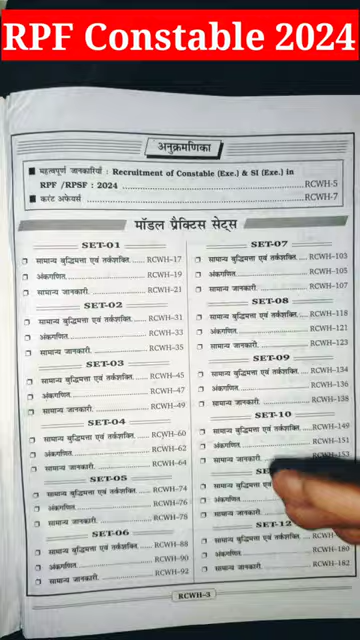 RPF Constable 2024
अनुक्रमणिका
■ महत्वपूर्ण जानकारियाँ : Recruitment of Constable (Exe.) & SI (Exe.) in
RPF /RPSF : 2024 ........ RCWH-5
■ करंट अफेयर्स ........ RCWH-7
मॉडल प्रैक्टिस सेट्स
SET-01
सामान्य बुद्धिमत्ता एवं तर्कशक्ति ..... RCWH-17
अंकगणित ..... RCWH-19
सामान्य जानकारी ..... RCWH-21
SET-02
सामान्य बुद्धिमत्ता एवं तर्कशक्ति ..... RCWH-31
अंकगणित ..... RCWH-33
सामान्य जानकारी ..... RCWH-35
SET-03
सामान्य बुद्धिमत्ता एवं तर्कशक्ति ..... RCWH-45
अंकगणित ..... RCWH-47
सामान्य जानकारी ..... RCWH-49
SET-04
सामान्य बुद्धिमत्ता एवं तर्कशक्ति ..... RCWH-60
अंकगणित ..... RCWH-62
सामान्य जानकारी ..... RCWH-64
SET-05
सामान्य बुद्धिमत्ता एवं तर्कशक्ति ..... RCWH-74
अंकगणित ..... RCWH-76
सामान्य जानकारी ..... RCWH-78
SET-06
सामान्य बुद्धिमत्ता एवं तर्कशक्ति ..... RCWH-88
अंकगणित ..... RCWH-90
सामान्य जानकारी ..... RCWH-92
SET-07
सामान्य बुद्धिमत्ता एवं तर्कशक्ति ..... RCWH-103
अंकगणित ..... RCWH-105
सामान्य जानकारी ..... RCWH-107
SET-08
सामान्य बुद्धिमत्ता एवं तर्कशक्ति ..... RCWH-118
अंकगणित ..... RCWH-121
सामान्य जानकारी ..... RCWH-123
SET-09
सामान्य बुद्धिमत्ता एवं तर्कशक्ति ..... RCWH-134
अंकगणित ..... RCWH-136
सामान्य जानकारी ..... RCWH-138
SET-10
सामान्य बुद्धिमत्ता एवं तर्कशक्ति ..... RCWH-149
अंकगणित ..... RCWH-151
सामान्य जानकारी ..... RCWH-153
सामान्य बुद्धिमत्ता एवं
अंकगणित
सामान्य जानकारी
SET-12
सामान्य बुद्धिमत्ता एवं तर्कशक्ति
अंकगणित ..... RCWH-180
सामान्य जानकारी ..... RCWH-182
RCWH-3